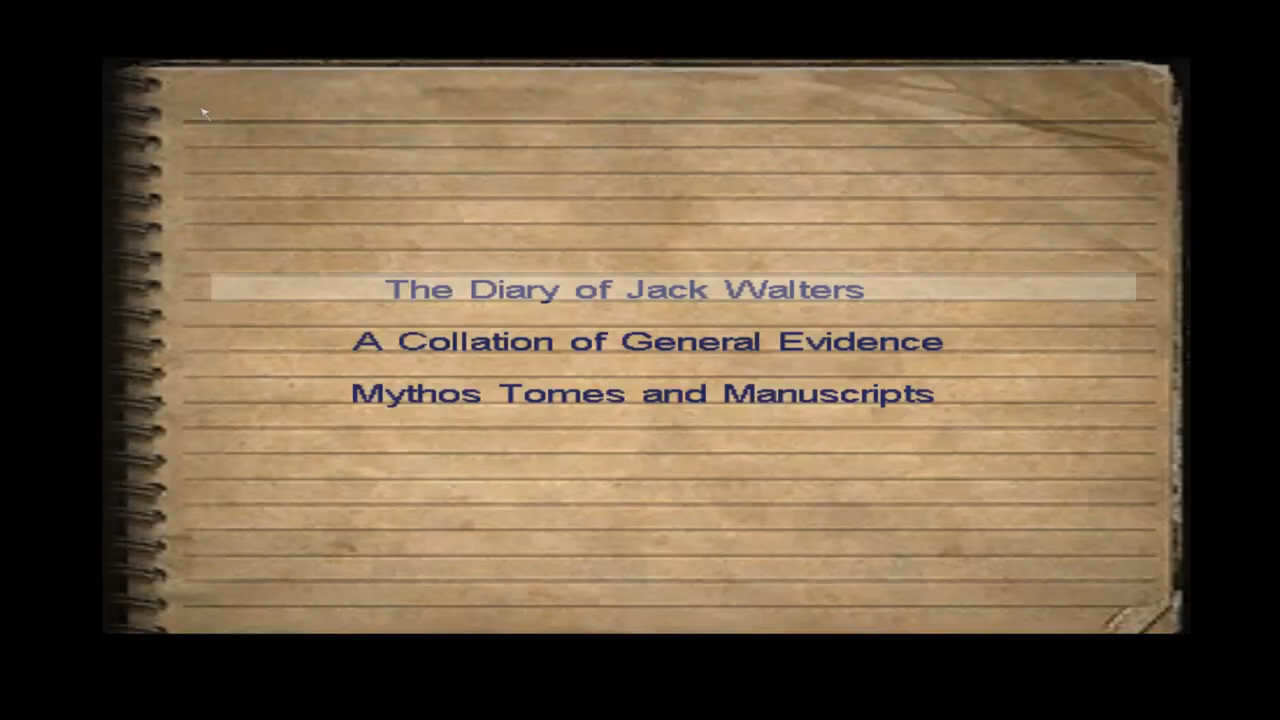 The Diary of Jack Walters
A Collation of General Evidence
Mythos Tomes and Manuscripts